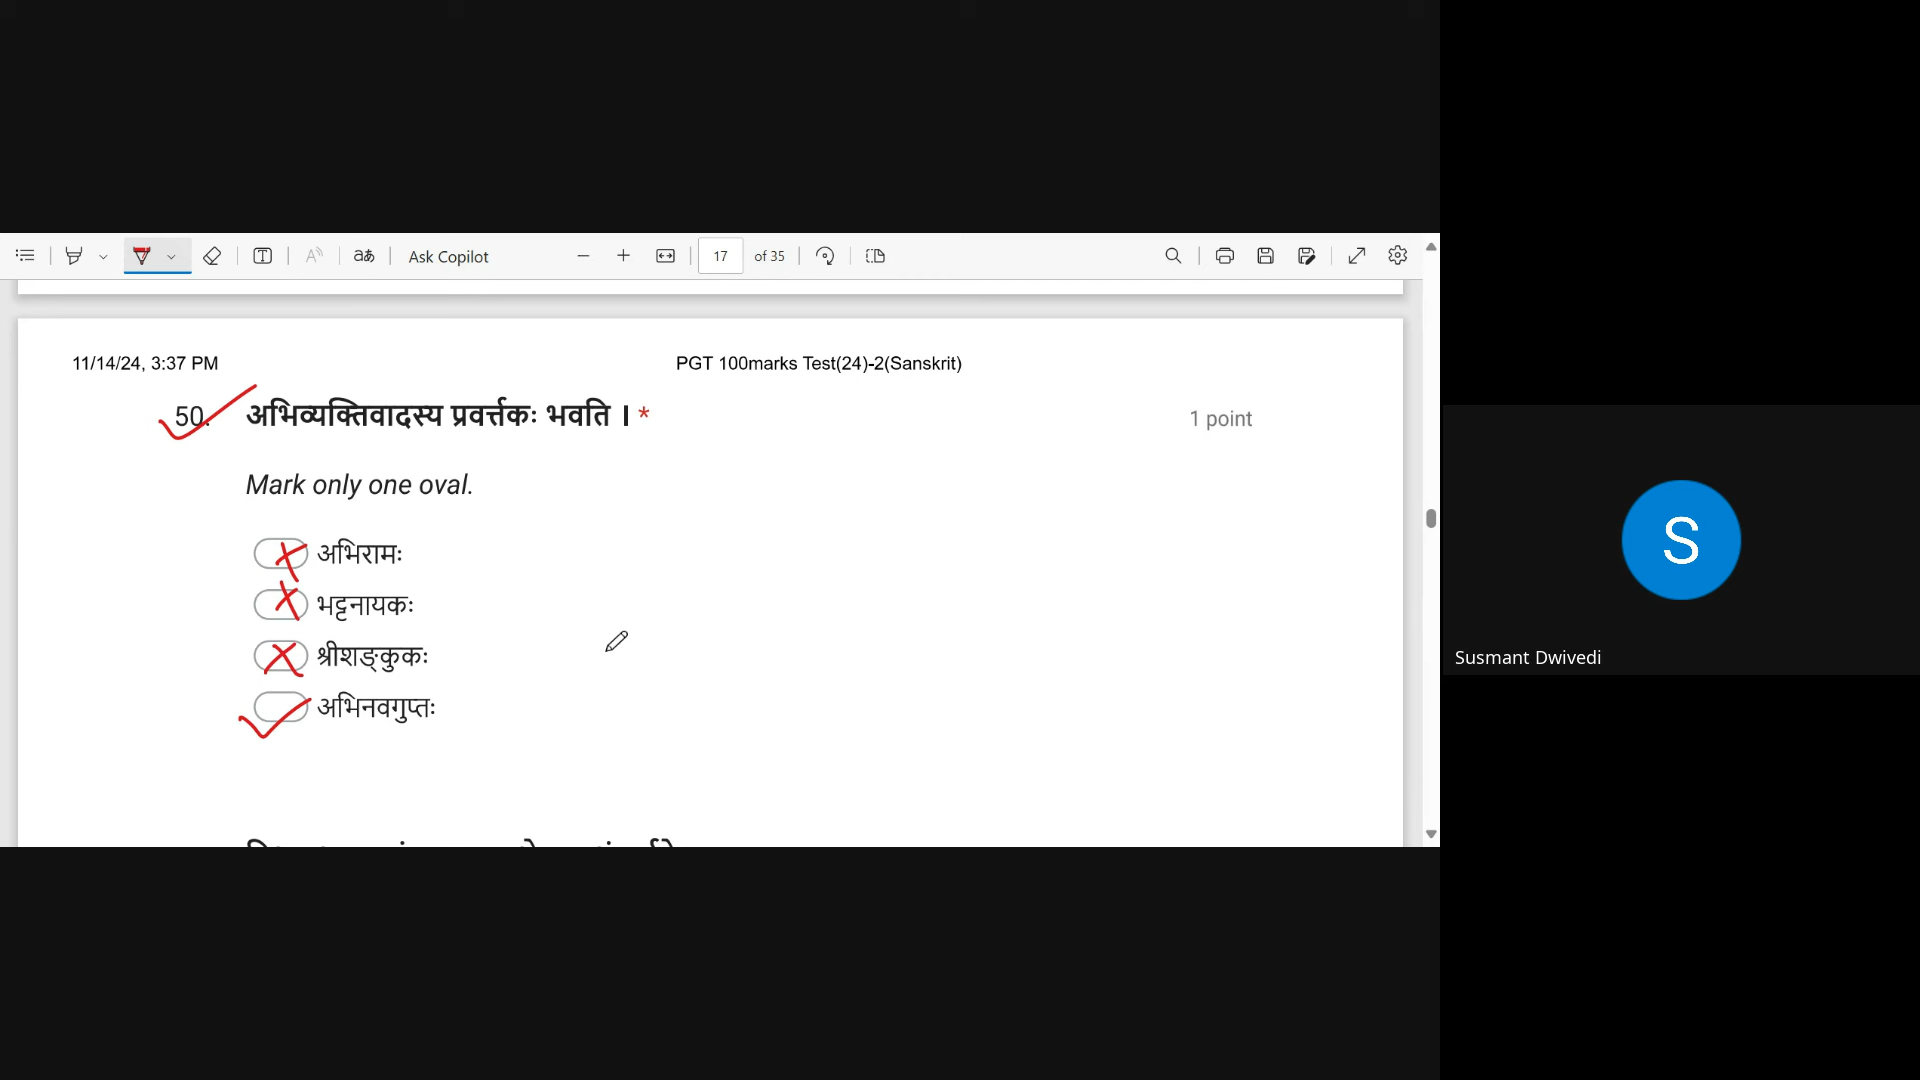 Ask Copilot
17 of 35
11/14/24, 3:37 PM PGT 100marks Test(24)-2(Sanskrit)
50. अभिव्यक्तिवादस्य प्रवर्त्तकः भवति । * 1 point
Mark only one oval.
अभिरामः
भट्टनायकः
श्रीशङ्कुकः
अभिनवगुप्तः
S
Susmant Dwivedi